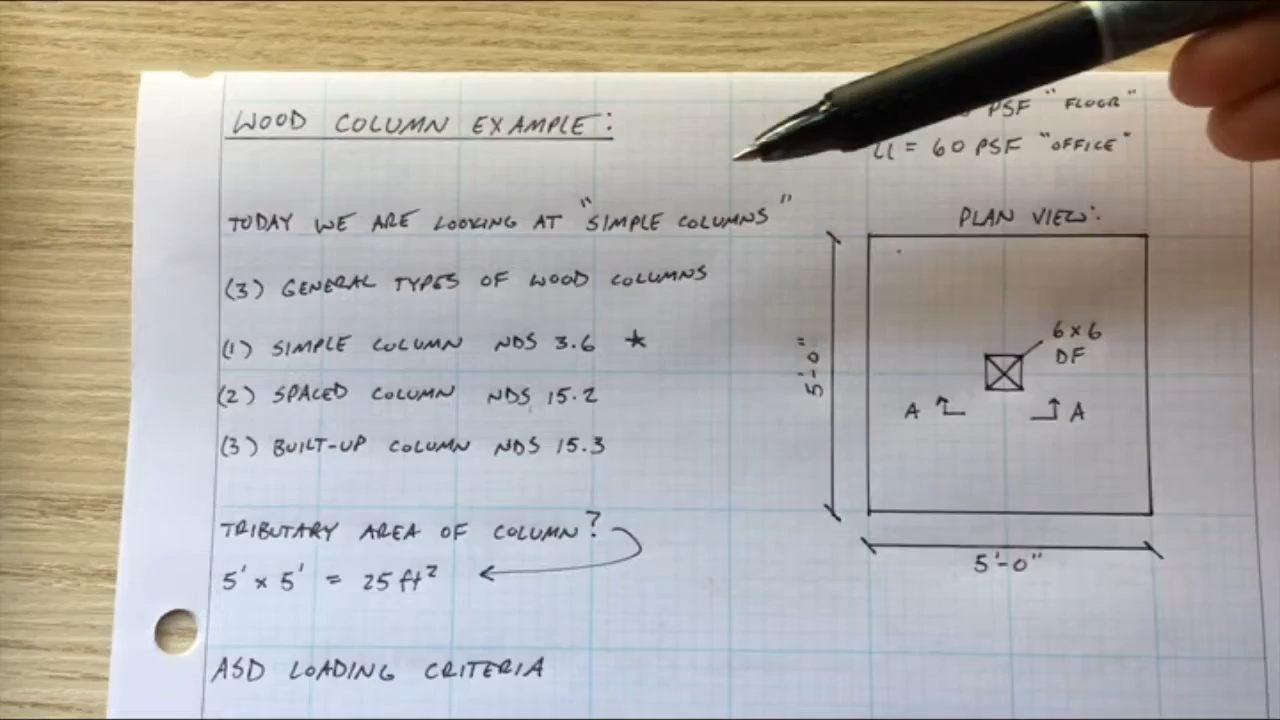 WOOD COLUMN EXAMPLE:
PSF "FLOOR"
LL = 60 PSF "OFFICE"
TODAY WE ARE LOOKING AT "SIMPLE COLUMNS"
(3) GENERAL TYPES OF WOOD COLUMNS
(1) SIMPLE COLUMN NDS 3.6 ★
(2) SPACED COLUMN NDS 15.2
(3) BUILT-UP COLUMN NDS 15.3
TRIBUTARY AREA OF COLUMN?
5' x 5' = 25 ft²
ASD LOADING CRITERIA
PLAN VIEW:
5'-0"
6x6
DF
A A
5'-0"